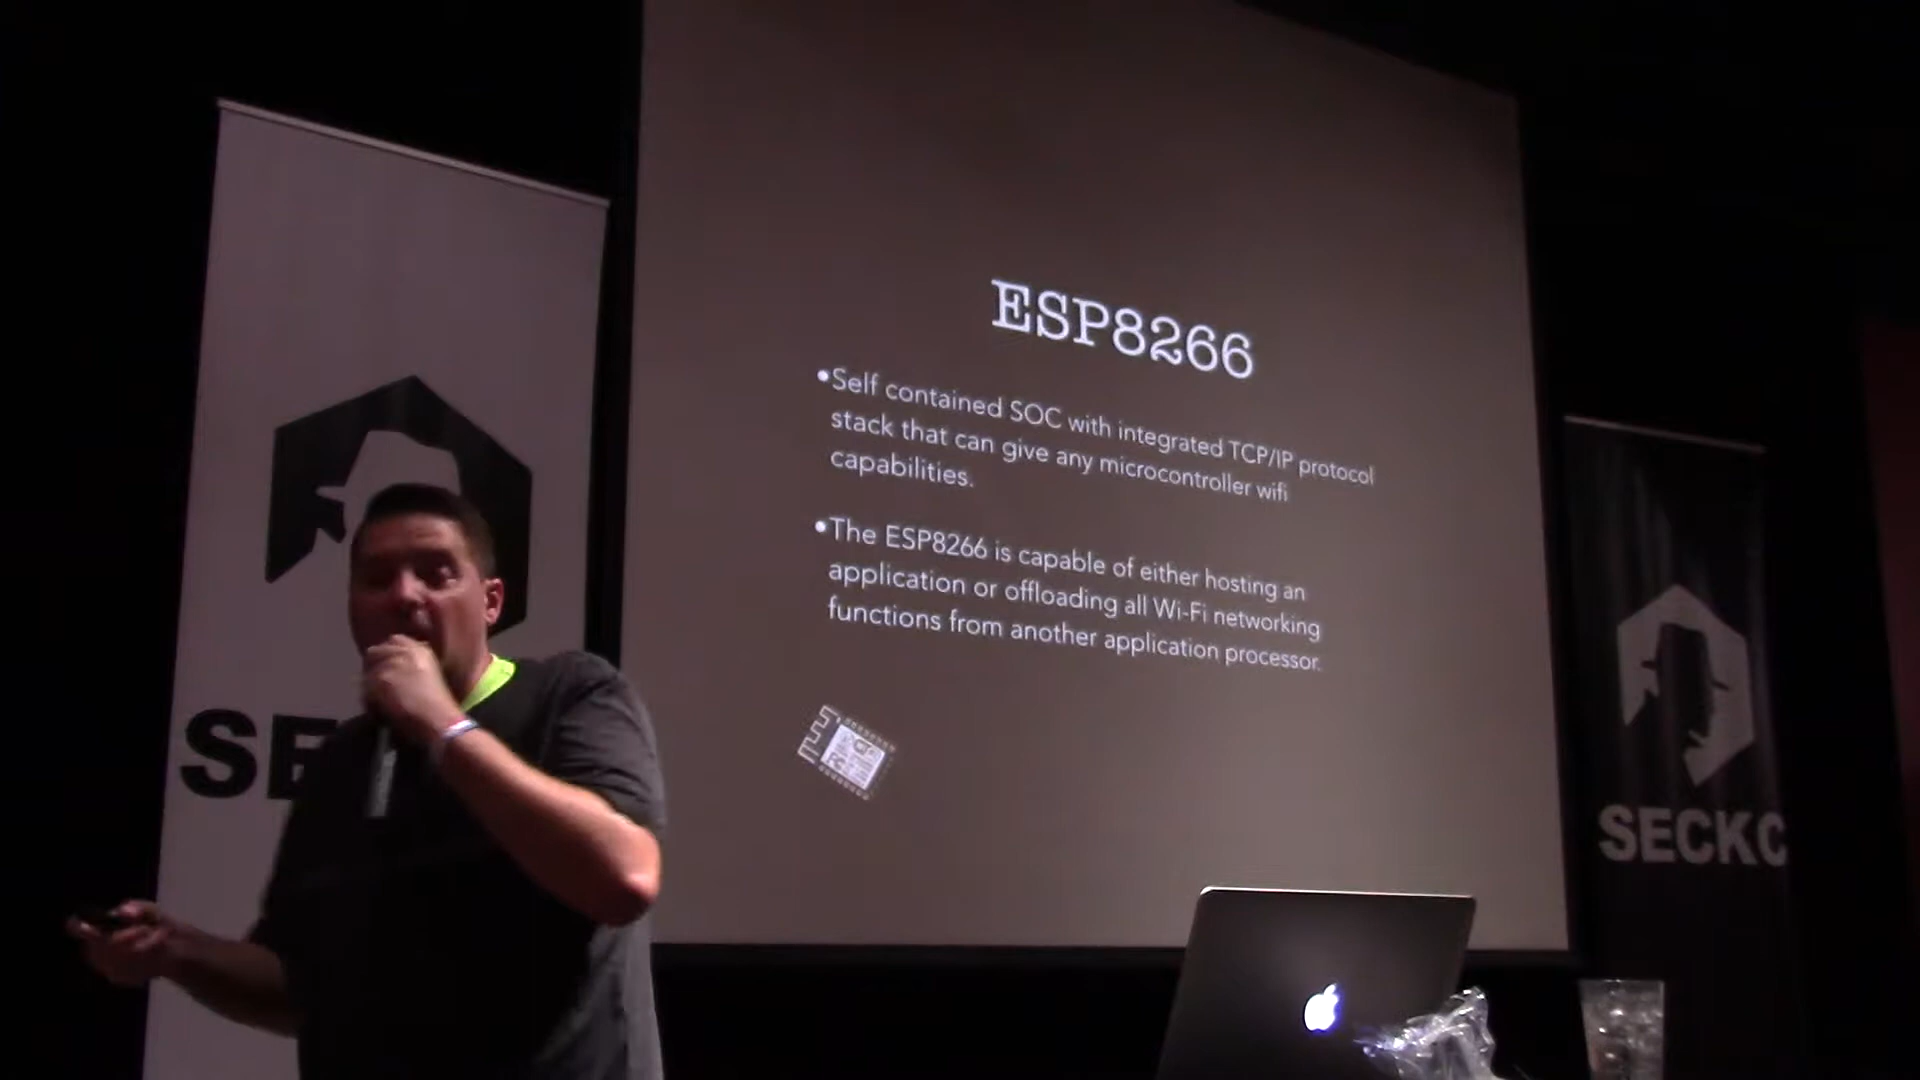 ESP8266
•Self contained SOC with integrated TCP/IP protocol
stack that can give any microcontroller wifi
capabilities.
•The ESP8266 is capable of either hosting an
application or offloading all Wi-Fi networking
functions from another application processor.
SE
SECKC